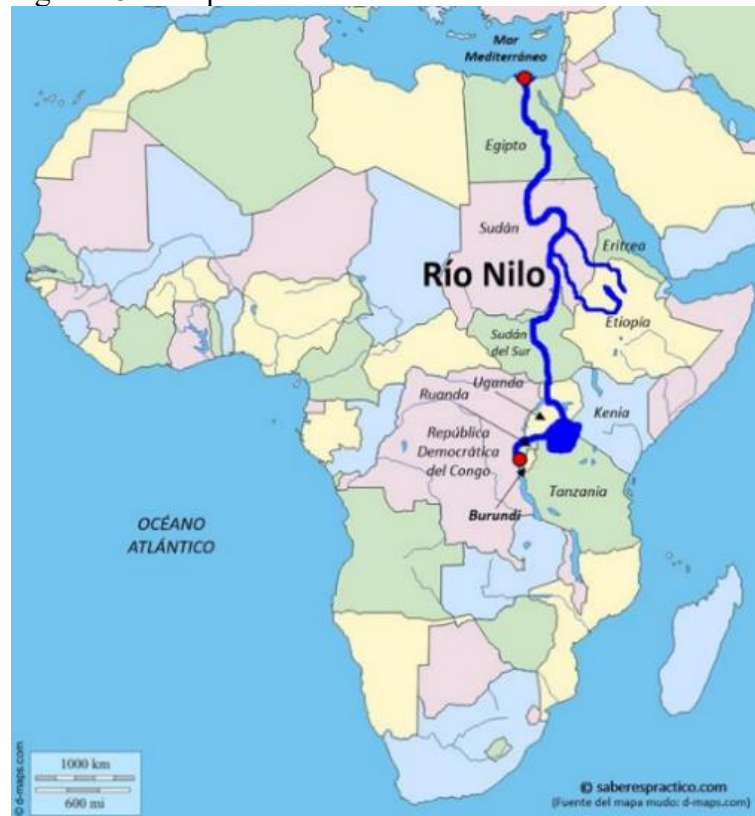 Mar
Mediterráneo
Egipto
Sudán
Eritrea
Río Nilo
Etiopía
Sudán
del Sur
Uganda
Ruanda
Kenia
República
Democrática
del Congo
Tanzania
Burundi
OCÉANO
ATLÁNTICO
1000 km
600 mi
© d-maps.com
© saberespractico.com
(Fuente del mapa mudo: d-maps.com)